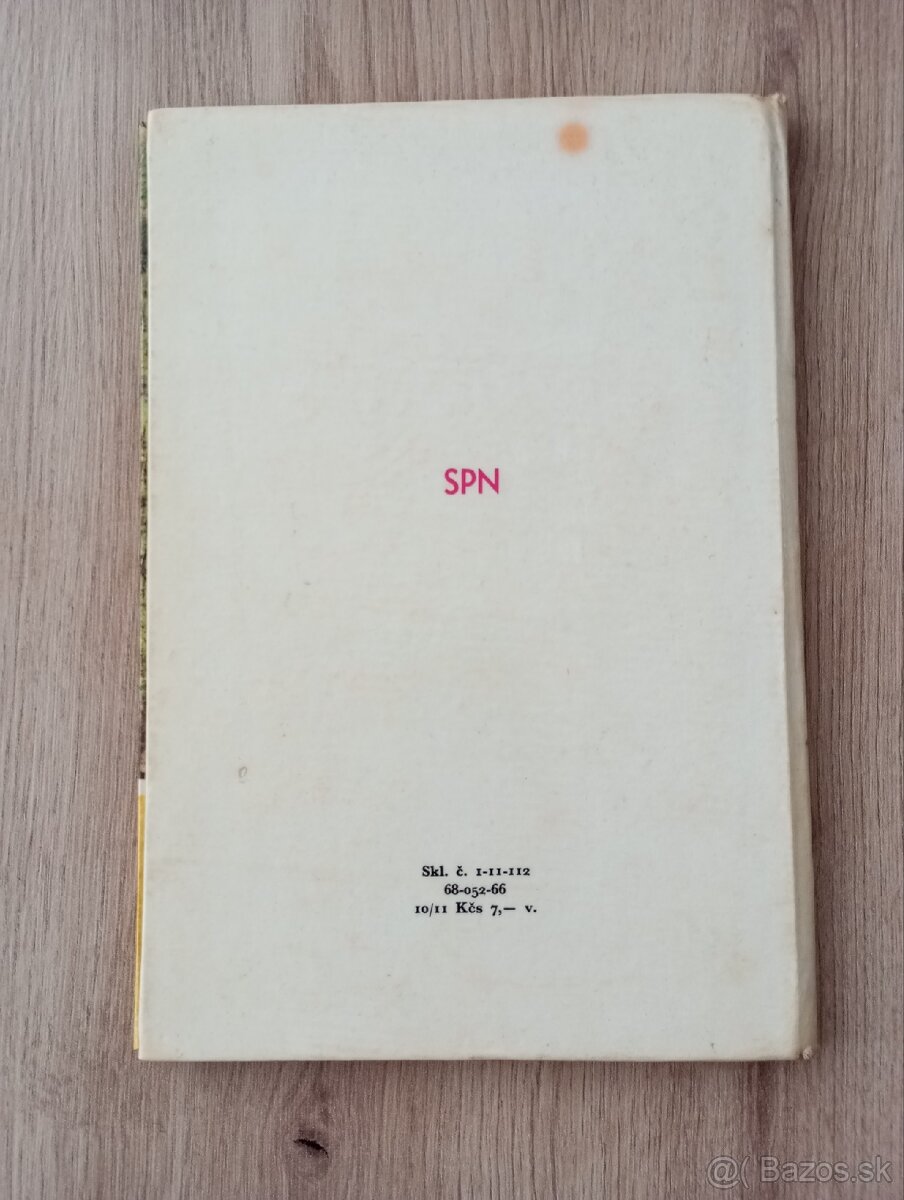 SPN
Skl. č. 1-11-112
68-052-66
10/11 Kčs 7,— v.
@( Bazos.sk